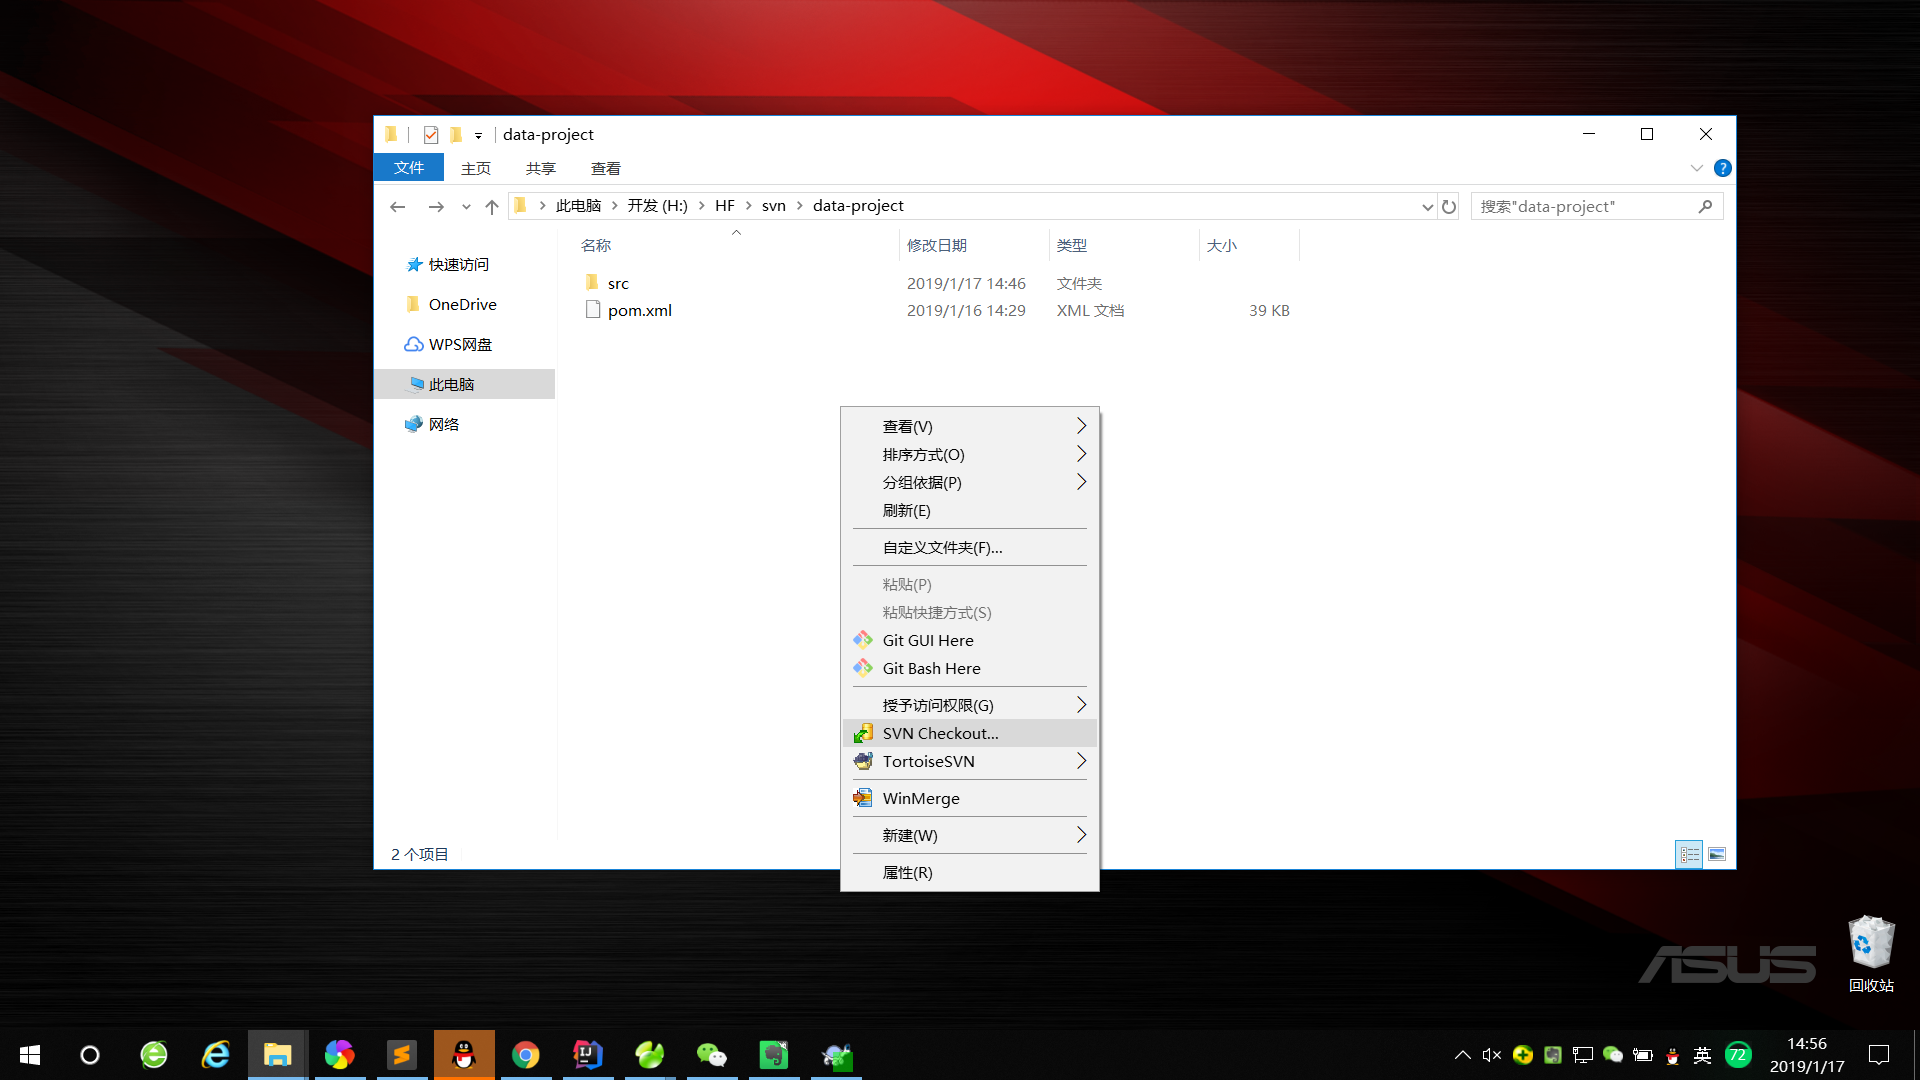 data-project
文件 主页 共享 查看
此电脑 开发 (H:) HF svn data-project
搜索"data-project"
名称 修改日期 类型 大小
快速访问
OneDrive
WPS网盘
此电脑
网络
src 2019/1/17 14:46 文件夹
pom.xml 2019/1/16 14:29 XML 文档 39 KB
查看(V)
排序方式(O)
分组依据(P)
刷新(E)
自定义文件夹(F)...
粘贴(P)
粘贴快捷方式(S)
Git GUI Here
Git Bash Here
授予访问权限(G)
SVN Checkout...
TortoiseSVN
WinMerge
新建(W)
属性(R)
2 个项目
ASUS
回收站
英
72
14:56
2019/1/17